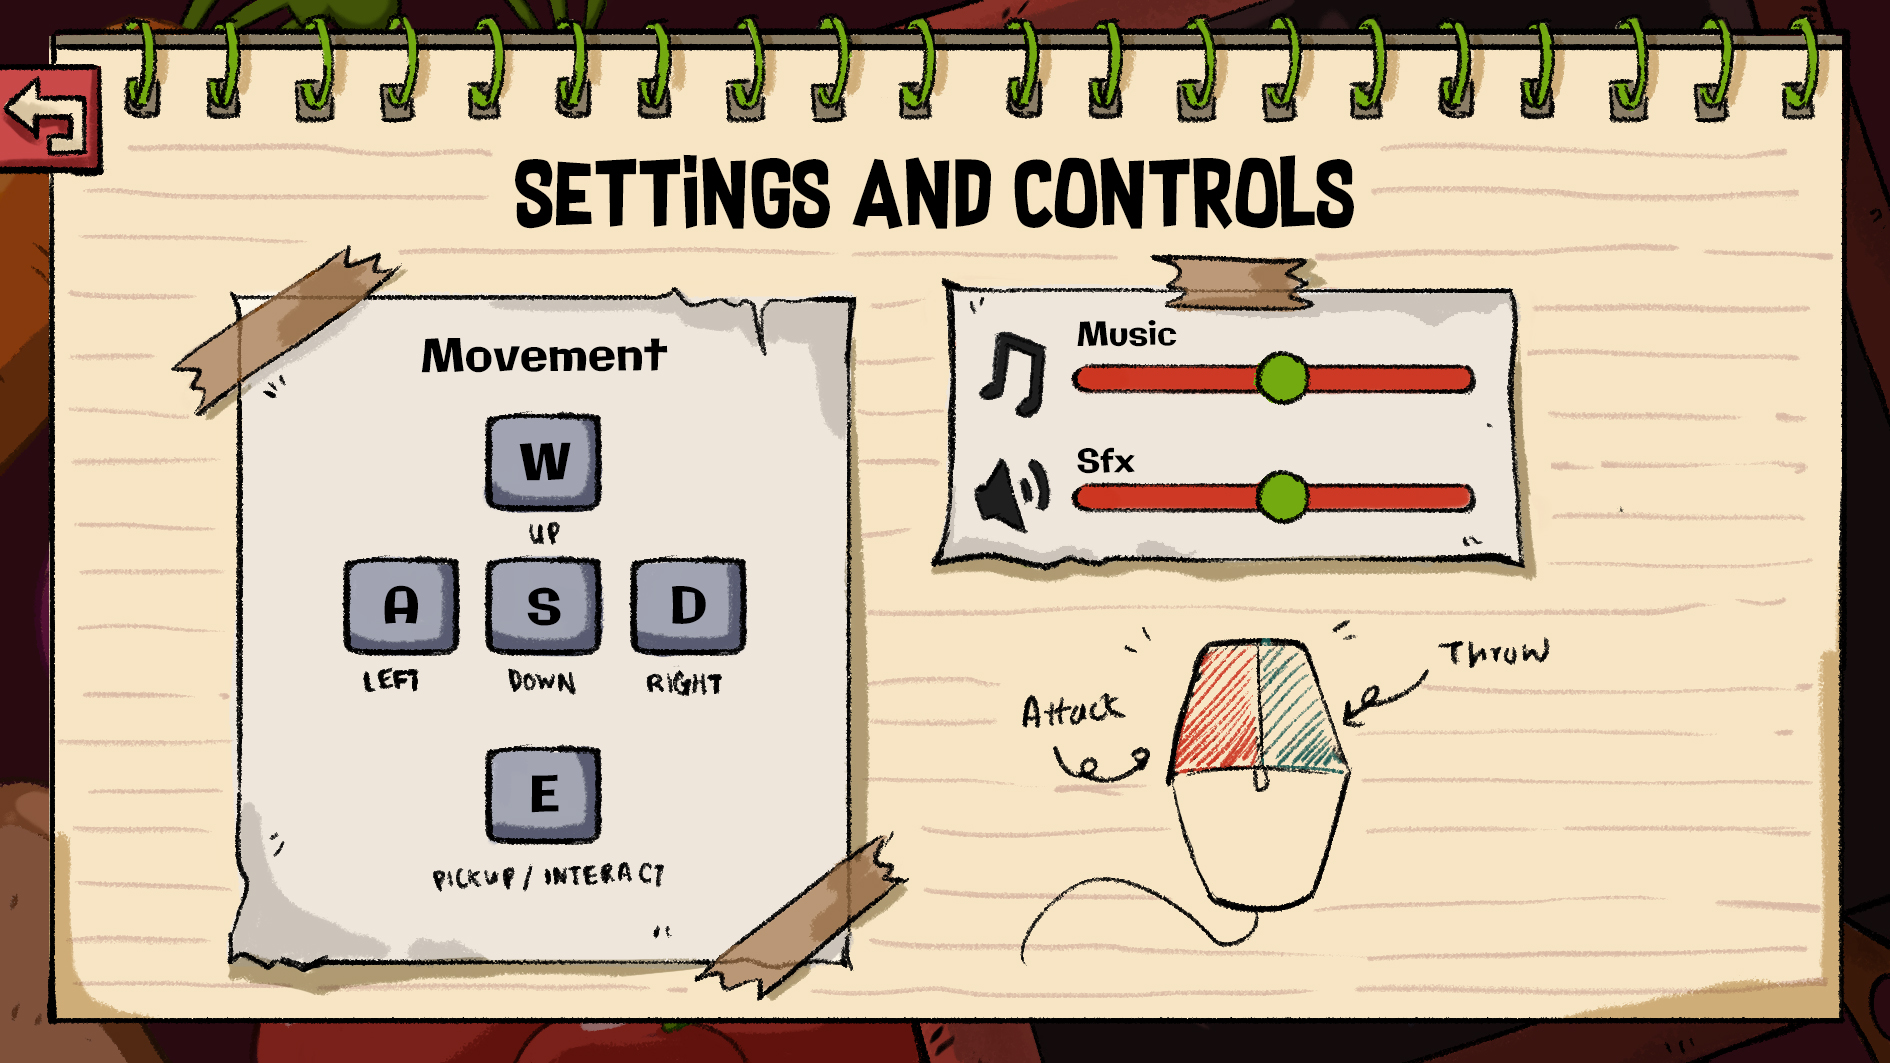 SETTiNGS AND CONTROLS
Movement
W
UP
A S D
LEFT DOWN RIGHT
E
PICKUP / INTERACT
Music
Sfx
Throw
Attack